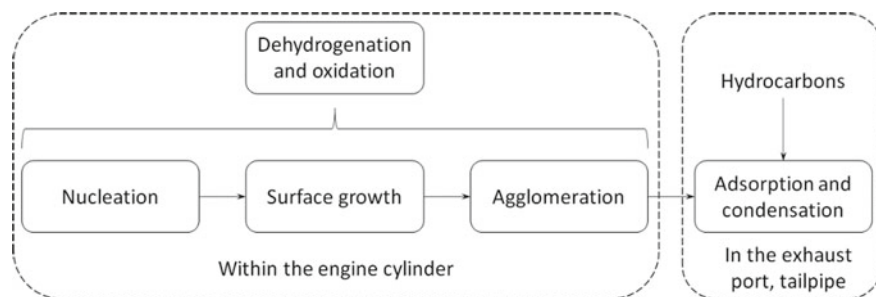 Dehydrogenation
and oxidation
Hydrocarbons
Nucleation
Surface growth
Agglomeration
Adsorption and
condensation
Within the engine cylinder
In the exhaust
port, tailpipe